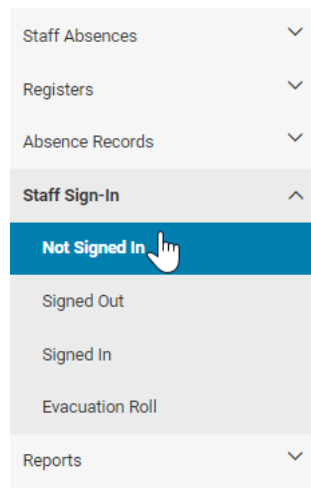 Staff Absences
Registers
Absence Records
Staff Sign-In
Not Signed In
Signed Out
Signed In
Evacuation Roll
Reports